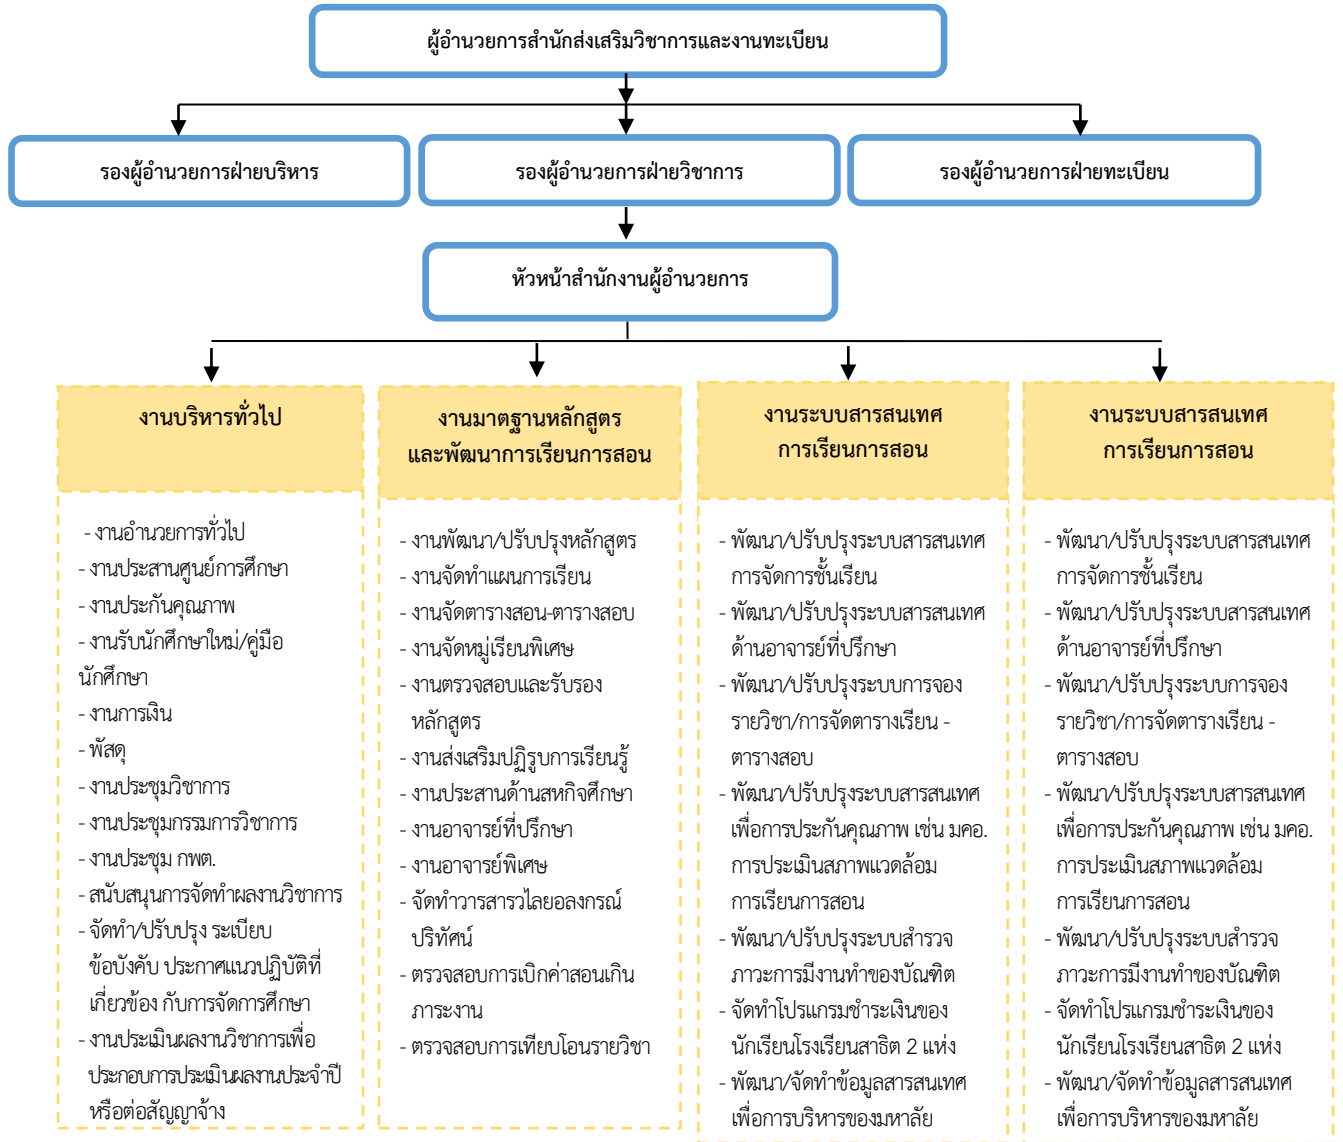 ผู้อำนวยการสำนักส่งเสริมวิชาการและงานทะเบียน
รองผู้อำนวยการฝ่ายบริหาร
รองผู้อำนวยการฝ่ายวิชาการ
รองผู้อำนวยการฝ่ายทะเบียน
หัวหน้าสำนักงานผู้อำนวยการ
งานบริหารทั่วไป
- งานอำนวยการทั่วไป
- งานประสานศูนย์การศึกษา
- งานประกันคุณภาพ
- งานรับนักศึกษาใหม่/คู่มือ
นักศึกษา
- งานการเงิน
- พัสดุ
- งานประชุมวิชาการ
- งานประชุมกรรมการวิชาการ
- งานประชุม กพต.
- สนับสนุนการจัดทำผลงานวิชาการ
- จัดทำ/ปรับปรุง ระเบียบ
ข้อบังคับ ประกาศแนวปฏิบัติที่
เกี่ยวข้อง กับการจัดการศึกษา
- งานประเมินผลงานวิชาการเพื่อ
ประกอบการประเมินผลงานประจำปี
หรือต่อสัญญาจ้าง
งานมาตฐานหลักสูตร
และพัฒนาการเรียนการสอน
- งานพัฒนา/ปรับปรุงหลักสูตร
- งานจัดทำแผนการเรียน
- งานจัดตารางสอน-ตารางสอบ
- งานจัดหมู่เรียนพิเศษ
- งานตรวจสอบและรับรอง
หลักสูตร
- งานส่งเสริมปฏิรูบการเรียนรู้
- งานประสานด้านสหกิจศึกษา
- งานอาจารย์ที่ปรึกษา
- งานอาจารย์พิเศษ
- จัดทำวารสารวไลยอลงกรณ์
ปริทัศน์
- ตรวจสอบการเบิกค่าสอนเกิน
ภาระงาน
- ตรวจสอบการเทียบโอนรายวิชา
งานระบบสารสนเทศ
การเรียนการสอน
- พัฒนา/ปรับปรุงระบบสารสนเทศ
การจัดการชั้นเรียน
- พัฒนา/ปรับปรุงระบบสารสนเทศ
ด้านอาจารย์ที่ปรึกษา
- พัฒนา/ปรับปรุงระบบการจอง
รายวิชา/การจัดตารางเรียน -
ตารางสอบ
- พัฒนา/ปรับปรุงระบบสารสนเทศ
เพื่อการประกันคุณภาพ เช่น มคอ.
การประเมินสภาพแวดล้อม
การเรียนการสอน
- พัฒนา/ปรับปรุงระบบสำรวจ
ภาวะการมีงานทำของบัณฑิต
- จัดทำโปรแกรมชำระเงินของ
นักเรียนโรงเรียนสาธิต 2 แห่ง
- พัฒนา/จัดทำข้อมูลสารสนเทศ
เพื่อการบริหารของมหาลัย
งานระบบสารสนเทศ
การเรียนการสอน
- พัฒนา/ปรับปรุงระบบสารสนเทศ
การจัดการชั้นเรียน
- พัฒนา/ปรับปรุงระบบสารสนเทศ
ด้านอาจารย์ที่ปรึกษา
- พัฒนา/ปรับปรุงระบบการจอง
รายวิชา/การจัดตารางเรียน -
ตารางสอบ
- พัฒนา/ปรับปรุงระบบสารสนเทศ
เพื่อการประกันคุณภาพ เช่น มคอ.
การประเมินสภาพแวดล้อม
การเรียนการสอน
- พัฒนา/ปรับปรุงระบบสำรวจ
ภาวะการมีงานทำของบัณฑิต
- จัดทำโปรแกรมชำระเงินของ
นักเรียนโรงเรียนสาธิต 2 แห่ง
- พัฒนา/จัดทำข้อมูลสารสนเทศ
เพื่อการบริหารของมหาลัย